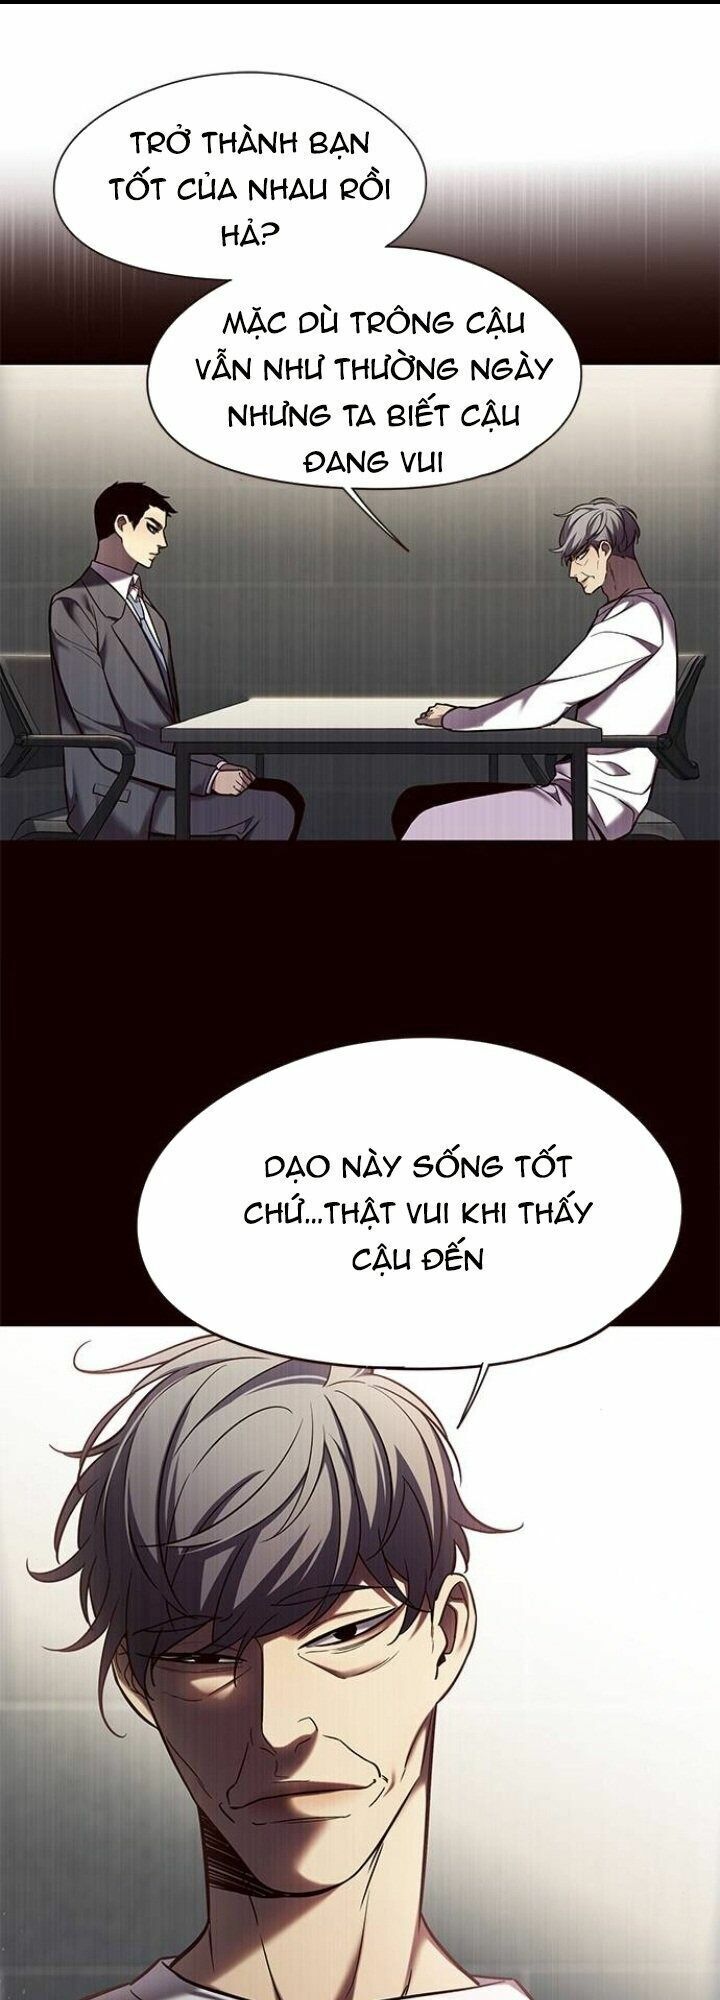 TRỞ THÀNH BẠN
TỐT CỦA NHAU RỒI
HẢ?
MẶC DÙ TRÔNG CẬU
VẪN NHƯ THƯỜNG NGÀY
NHƯNG TA BIẾT CẬU
ĐANG VUI
DẠO NÀY SỐNG TỐT
CHỨ...THẬT VUI KHI THẤY
CẬU ĐẾN